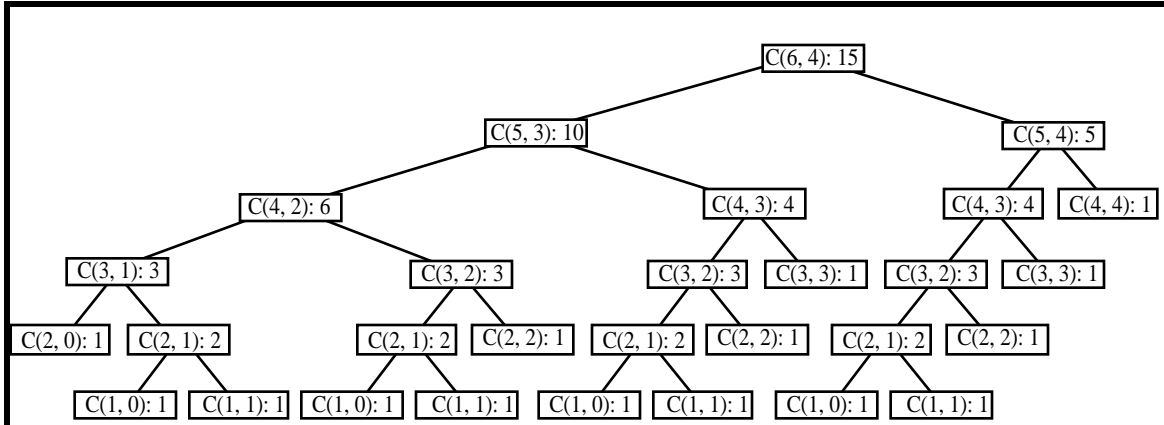 C(6, 4): 15
C(5, 3): 10
C(5, 4): 5
C(4, 2): 6
C(4, 3): 4
C(4, 3): 4
C(4, 4): 1
C(3, 1): 3
C(3, 2): 3
C(3, 2): 3
C(3, 3): 1
C(3, 2): 3
C(3, 3): 1
C(2, 0): 1
C(2, 1): 2
C(2, 1): 2
C(2, 2): 1
C(2, 1): 2
C(2, 2): 1
C(2, 1): 2
C(2, 2): 1
C(1, 0): 1
C(1, 1): 1
C(1, 0): 1
C(1, 1): 1
C(1, 0): 1
C(1, 1): 1
C(1, 0): 1
C(1, 1): 1